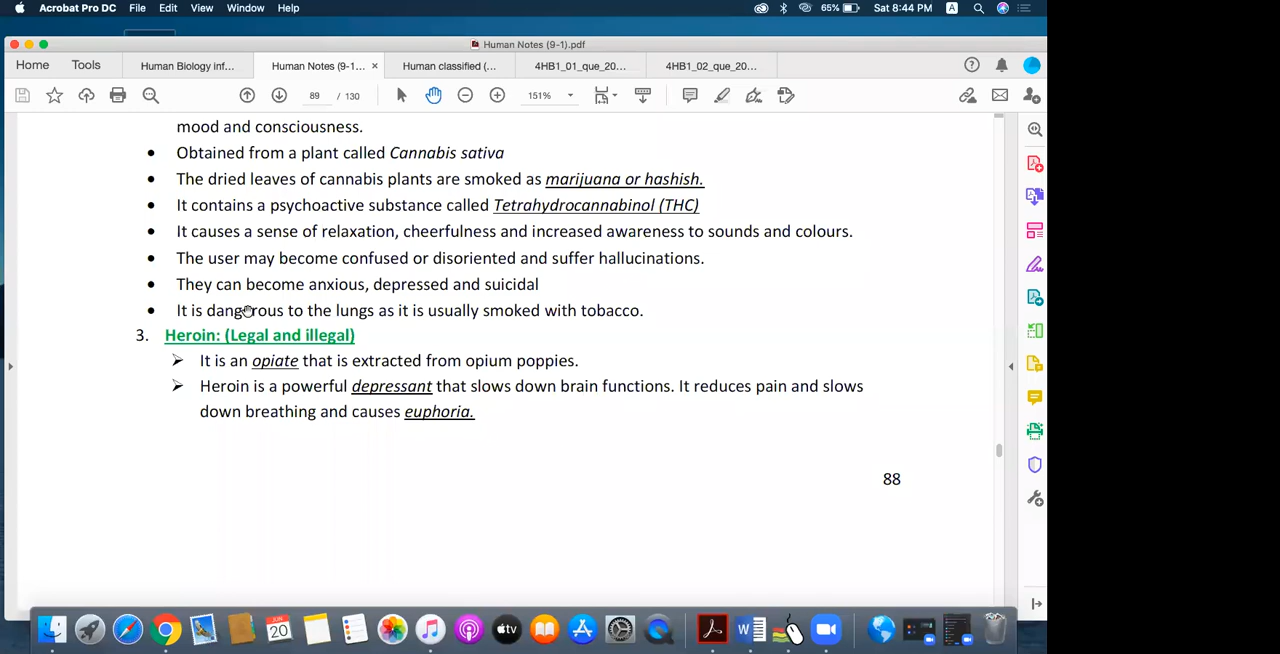 Acrobat Pro DC File Edit View Window Help 65% Sat 8:44 PM A
Human Notes (9-1).pdf
Home Tools Human Biology inf... Human Notes (9-1... × Human classified (... 4HB1_01_que_20... 4HB1_02_que_20...
89 / 130 151%
mood and consciousness.
• Obtained from a plant called Cannabis sativa
• The dried leaves of cannabis plants are smoked as marijuana or hashish.
• It contains a psychoactive substance called Tetrahydrocannabinol (THC)
• It causes a sense of relaxation, cheerfulness and increased awareness to sounds and colours.
• The user may become confused or disoriented and suffer hallucinations.
• They can become anxious, depressed and suicidal
• It is dangerous to the lungs as it is usually smoked with tobacco.
3. Heroin: (Legal and illegal)
➢ It is an opiate that is extracted from opium poppies.
➢ Heroin is a powerful depressant that slows down brain functions. It reduces pain and slows
down breathing and causes euphoria.
88
JUN
20
tv
W